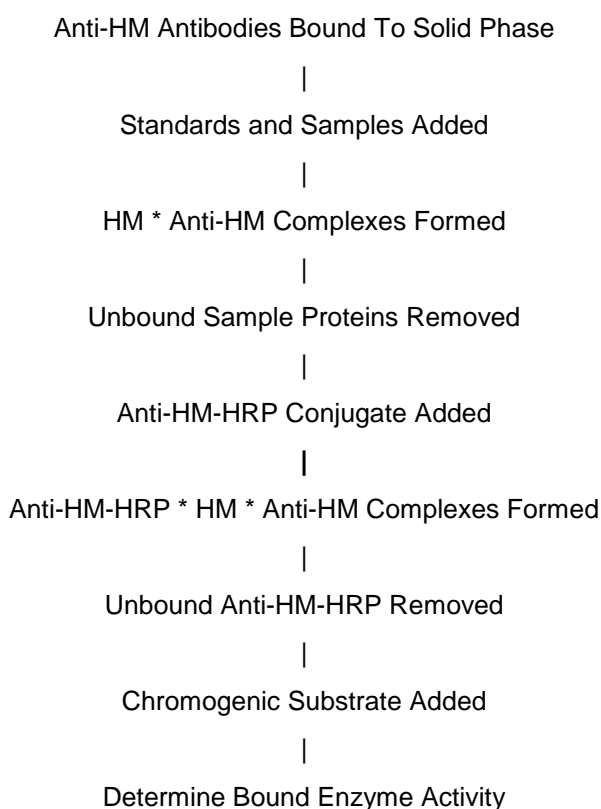 Anti-HM Antibodies Bound To Solid Phase
|
Standards and Samples Added
|
HM * Anti-HM Complexes Formed
|
Unbound Sample Proteins Removed
|
Anti-HM-HRP Conjugate Added
|
Anti-HM-HRP * HM * Anti-HM Complexes Formed
|
Unbound Anti-HM-HRP Removed
|
Chromogenic Substrate Added
|
Determine Bound Enzyme Activity